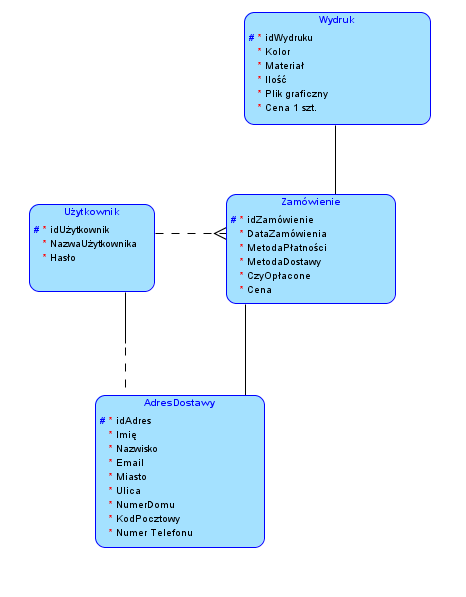 Wydruk
# * idWydruku
* Kolor
* Materiał
* Ilość
* Plik graficzny
* Cena 1 szt.
Użytkownik
# * idUżytkownik
* NazwaUżytkownika
* Hasło
Zamówienie
# * idZamówienie
* DataZamówienia
* MetodaPłatności
* MetodaDostawy
* CzyOpłacone
* Cena
AdresDostawy
# * idAdres
* Imię
* Nazwisko
* Email
* Miasto
* Ulica
* NumerDomu
* KodPocztowy
* Numer Telefonu